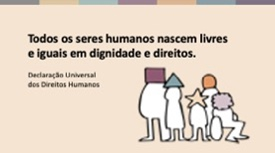 Todos os seres humanos nascem livres
e iguais em dignidade e direitos.
Declaração Universal
dos Direitos Humanos